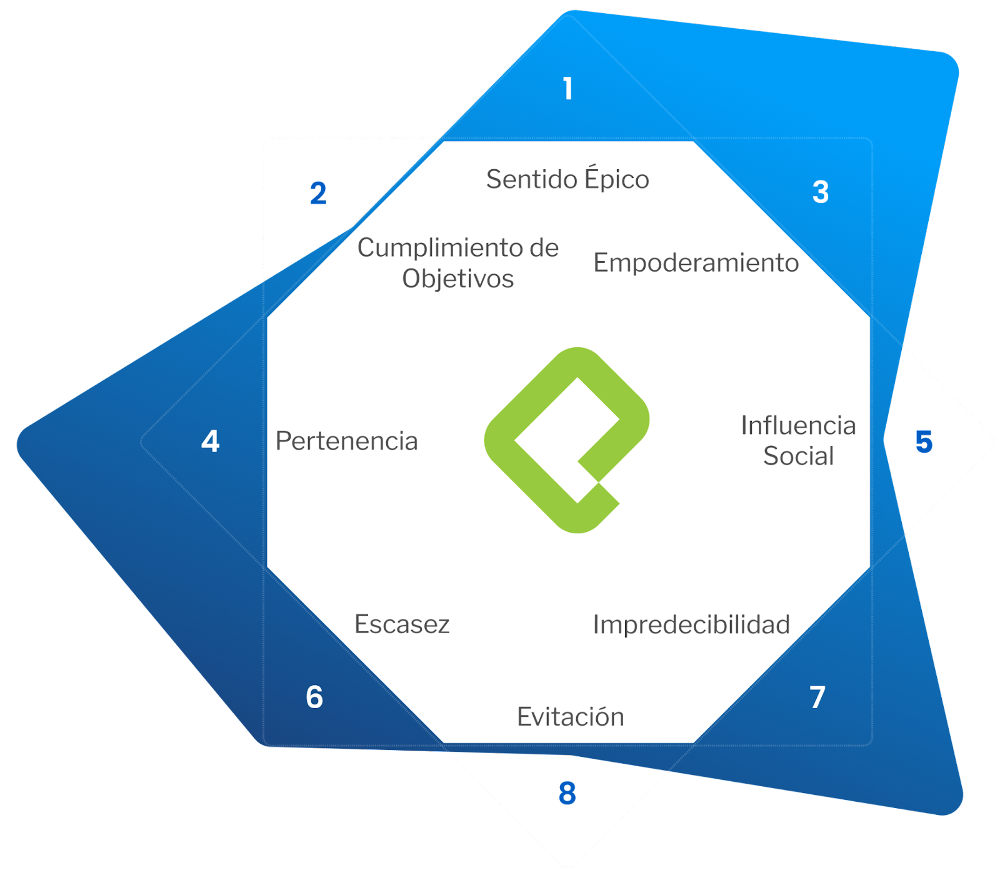 1
Sentido Épico
2
3
Cumplimiento de
Objetivos
Empoderamiento
4
Pertenencia
Influencia
Social
5
Escasez
Impredecibilidad
6
7
Evitación
8